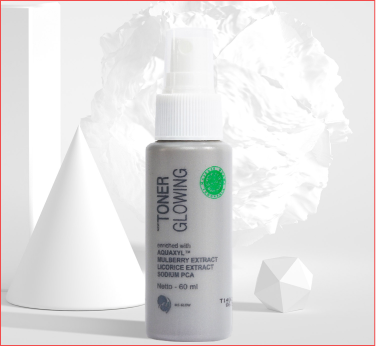 TONER
GLOWING
enriched with:
AQUAXYL™
MULBERRY EXTRACT
LICORICE EXTRACT
SODIUM PCA
Netto - 60 ml